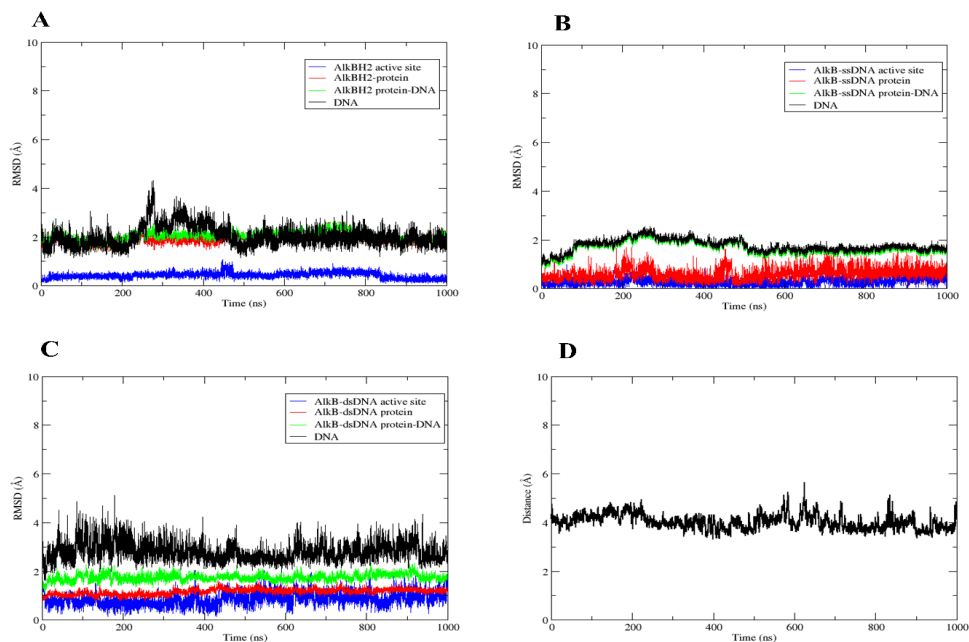 A
10
8
6
4
2
0
RMSD (Å)
0 200 400 600 800 1000
Time (ns)
AlkBH2 active site
AlkBH2-protein
AlkBH2 protein-DNA
DNA
B
10
8
6
4
2
0
RMSD (Å)
0 200 400 600 800 1000
Time (ns)
AlkB-ssDNA active site
AlkB-ssDNA protein
AlkB-ssDNA protein-DNA
DNA
C
10
8
6
4
2
0
RMSD (Å)
0 200 400 600 800 1000
Time (ns)
AlkB-dsDNA active site
AlkB-dsDNA protein
AlkB-dsDNA protein-DNA
DNA
D
10
8
6
4
2
0
Distance (Å)
0 200 400 600 800 1000
Time (ns)